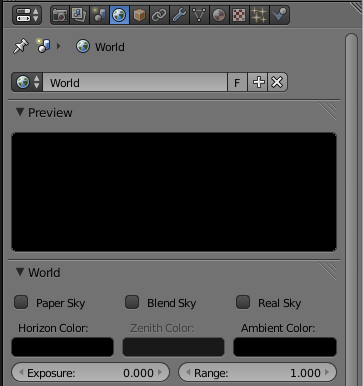 World
World F
Preview
World
Paper Sky Blend Sky Real Sky
Horizon Color: Zenith Color: Ambient Color:
Exposure: 0.000 Range: 1.000